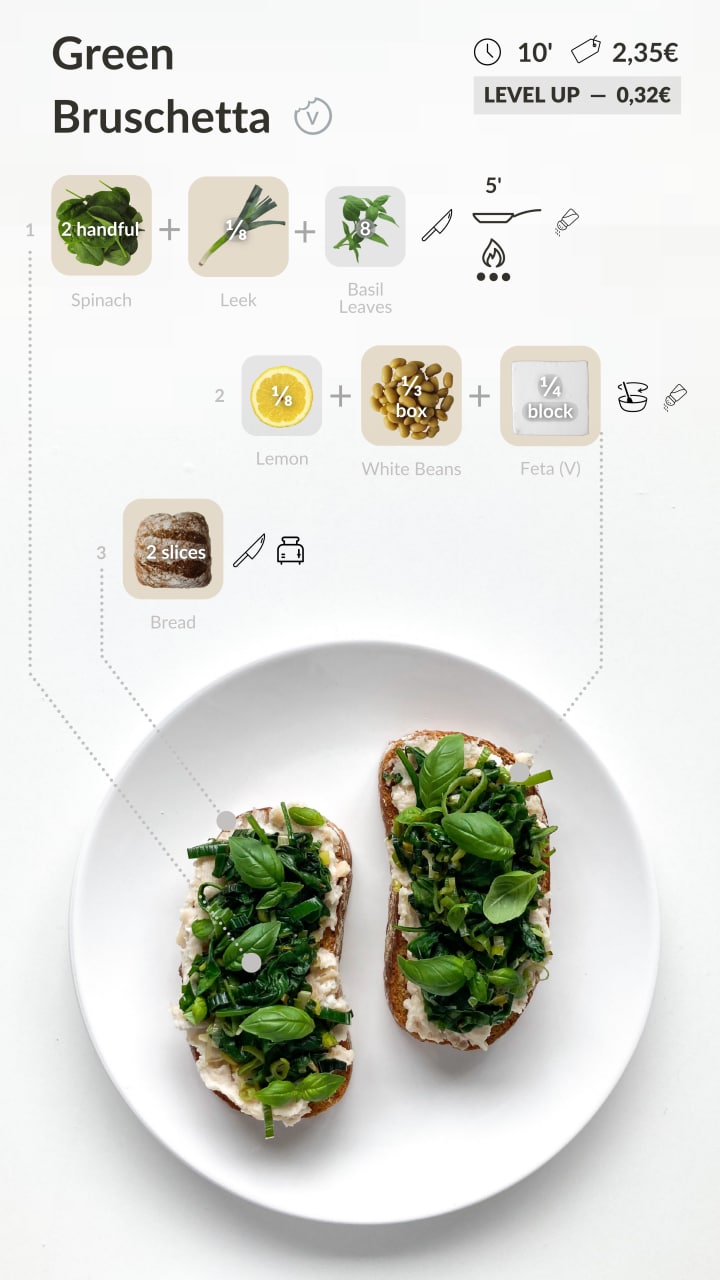 Green
Bruschetta
V
10' 2,35€
LEVEL UP — 0,32€
5'
1
2 handful + ⅛ + 8
Spinach
Leek
Basil
Leaves
2
⅛ + ⅓
box + ¼
block
Lemon
White Beans
Feta (V)
3
2 slices
Bread